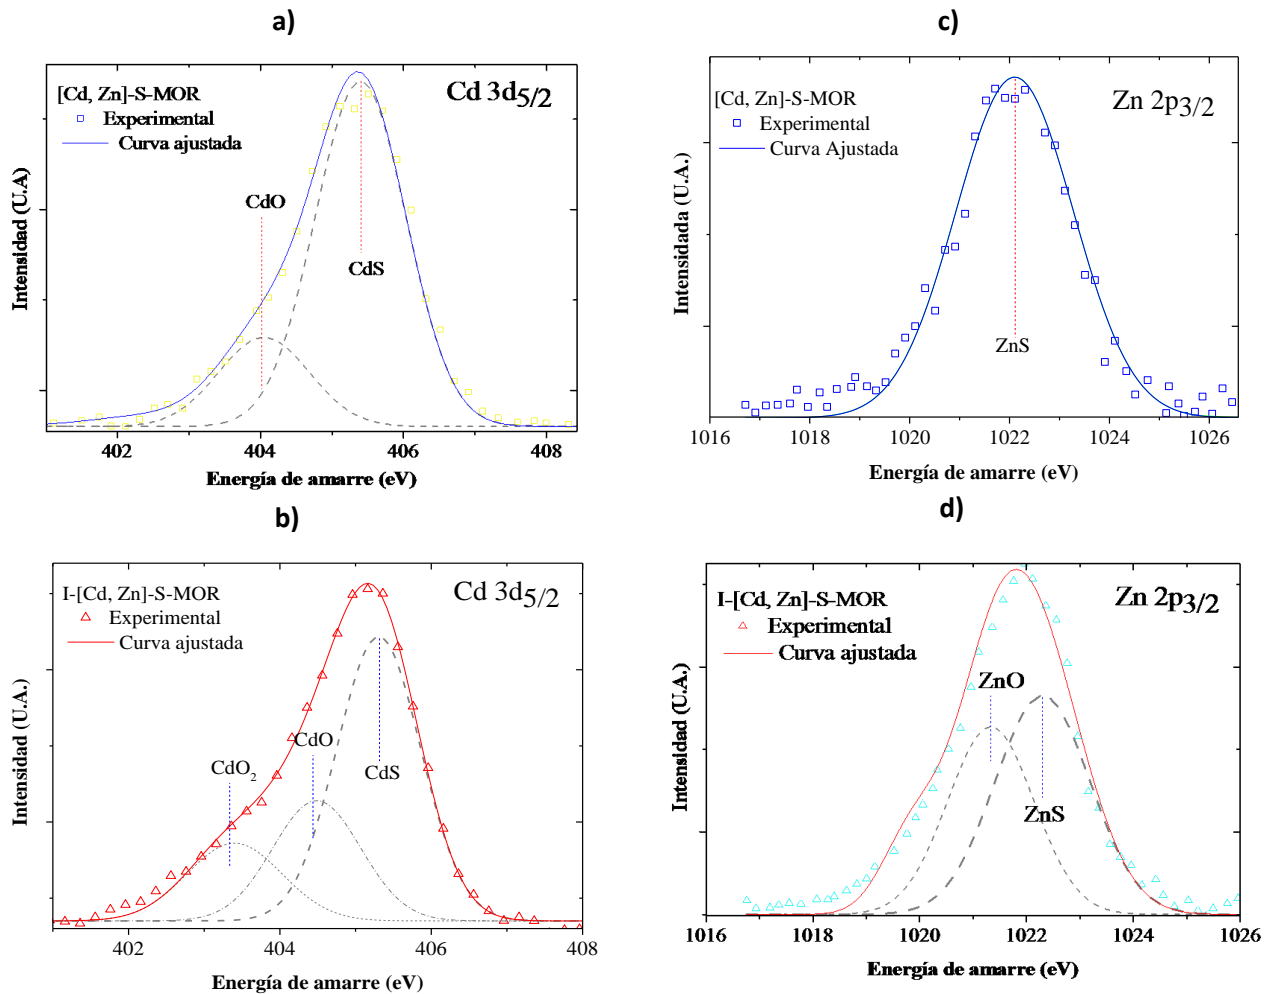 a)
[Cd, Zn]-S-MOR
Experimental
Curva ajustada
Cd 3d5/2
CdO
CdS
Intensidad (U.A)
402
404
406
408
Energía de amarre (eV)
c)
[Cd, Zn]-S-MOR
Experimental
Curva Ajustada
Zn 2p3/2
ZnS
Intensidada (U.A.)
1016
1018
1020
1022
1024
1026
Energía de amarre (eV)
b)
I-[Cd, Zn]-S-MOR
Experimental
Curva ajustada
Cd 3d5/2
CdO2
CdO
CdS
Intensidad (U.A.)
402
404
406
408
Energía de amarre (eV)
d)
I-[Cd, Zn]-S-MOR
Experimental
Curva ajustada
Zn 2p3/2
ZnO
ZnS
Intensidad (U.A.)
1016
1018
1020
1022
1024
1026
Energía de amarre (eV)